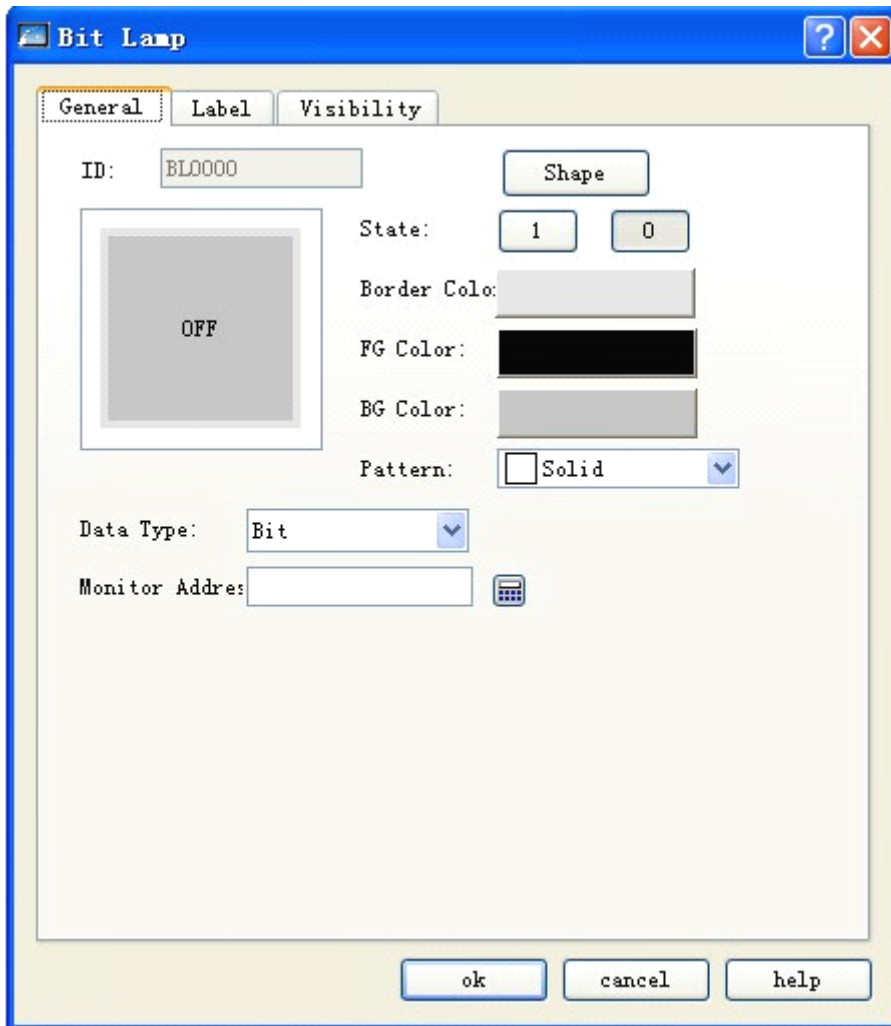 Bit Lamp
General Label Visibility
ID: BL0000 Shape
State: 1 0
OFF
Border Colo
FG Color:
BG Color:
Pattern: Solid
Data Type: Bit
Monitor Addres
ok cancel help